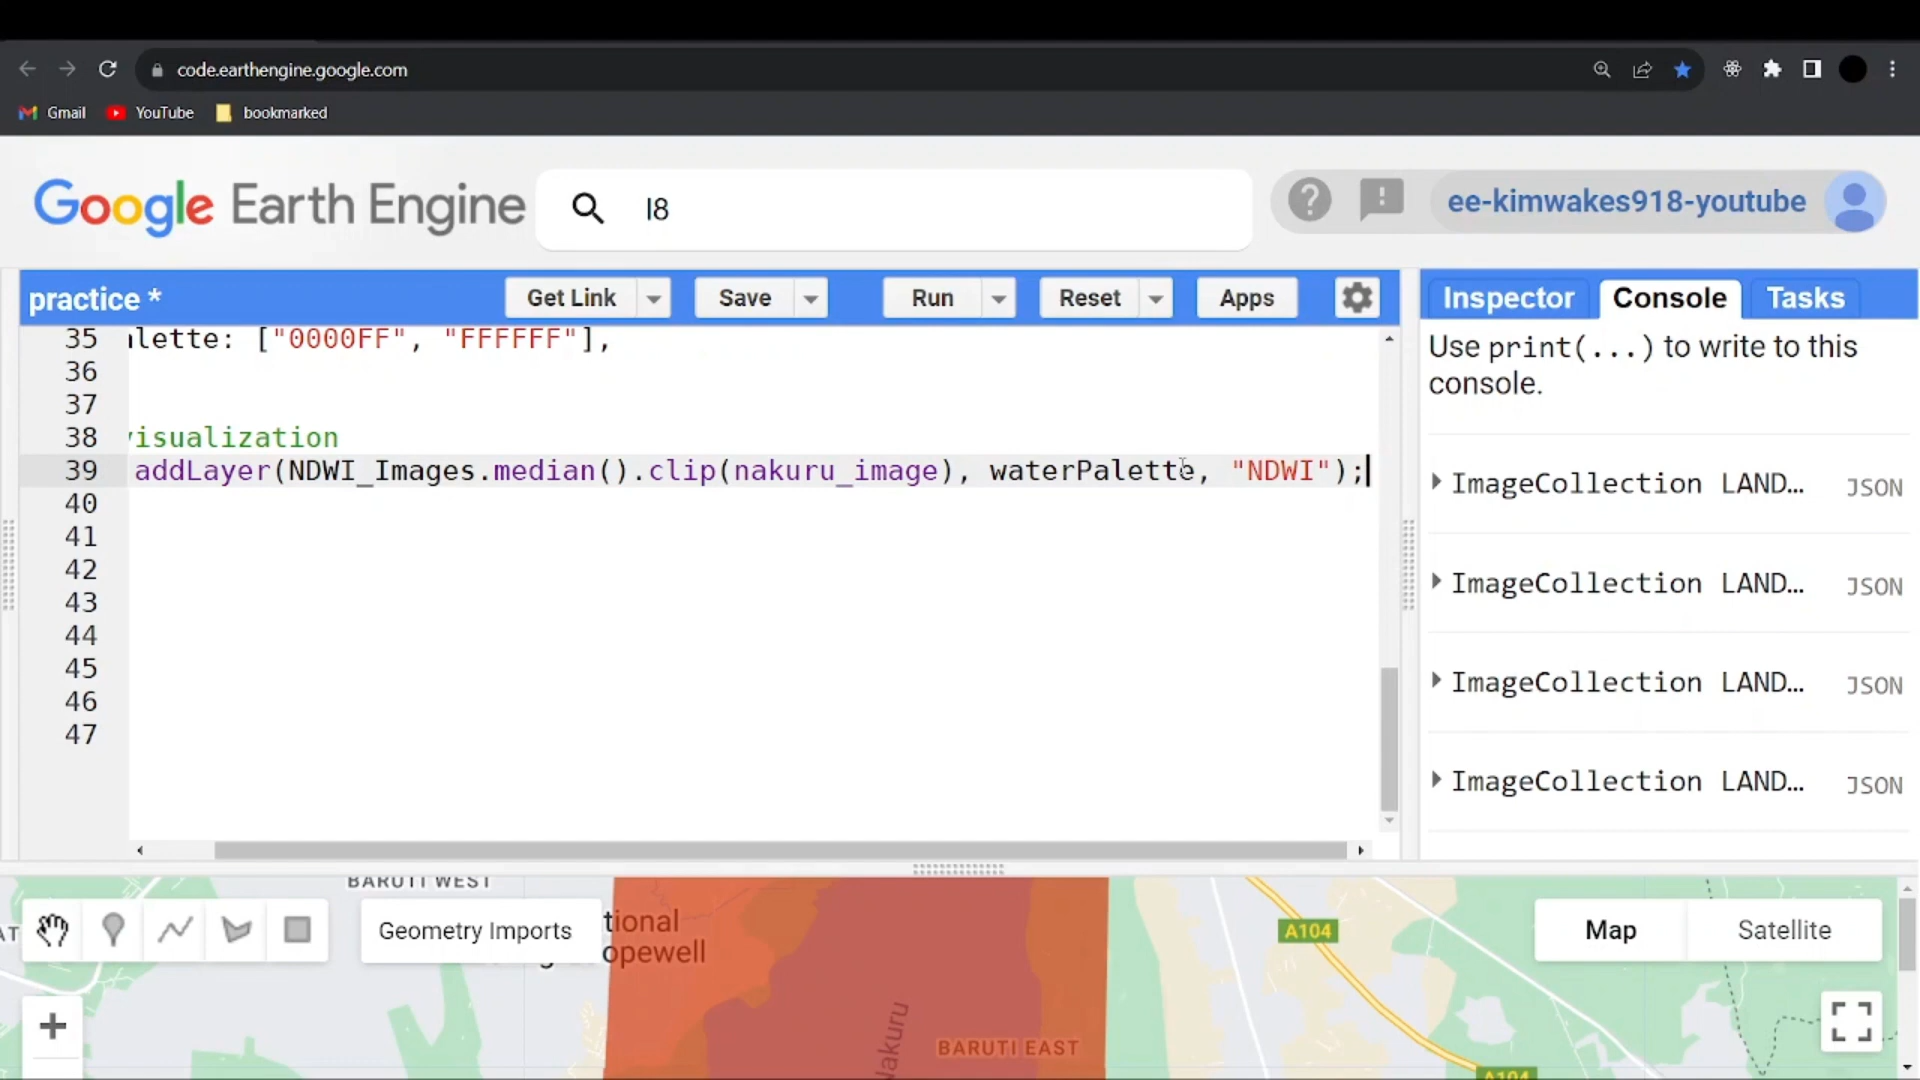 code.earthengine.google.com
Gmail YouTube bookmarked
Google Earth Engine l8 ee-kimwakes918-youtube
practice * Get Link Save Run Reset Apps Inspector Console Tasks
35 lette: ["0000FF", "FFFFFF"],
36
37
38 visualization
39 addLayer(NDWI_Images.median().clip(nakuru_image), waterPalette, "NDWI");
40
41
42
43
44
45
46
47
Use print(...) to write to this
console.
ImageCollection LAND... JSON
ImageCollection LAND... JSON
ImageCollection LAND... JSON
ImageCollection LAND... JSON
BARUTI WEST
Geometry Imports
tional
opewell
A104
Map Satellite
Nakuru
BARUTI EAST
A104